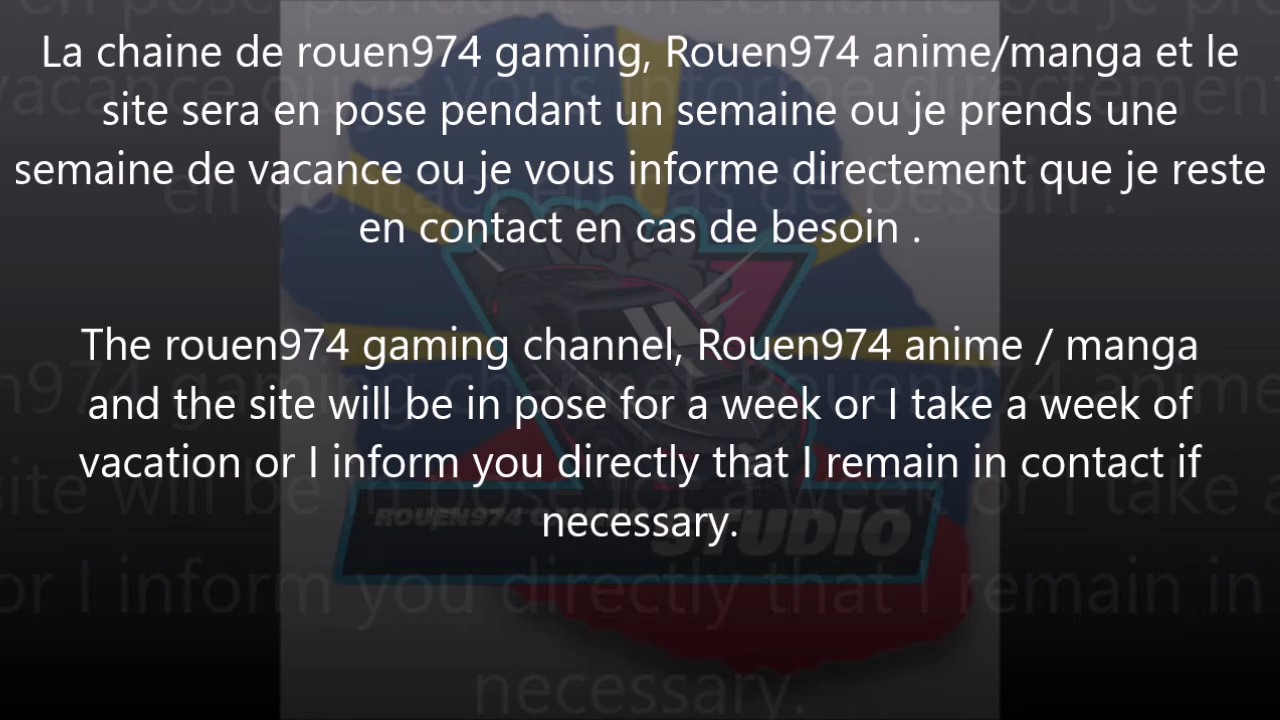 La chaine de rouen974 gaming, Rouen974 anime/manga et le
site sera en pose pendant un semaine ou je prends une
semaine de vacance ou je vous informe directement que je reste
en contact en cas de besoin .
The rouen974 gaming channel, Rouen974 anime / manga
and the site will be in pose for a week or I take a week of
vacation or I inform you directly that I remain in contact if
necessary.
ROUEN974 GAMING
STUDIO